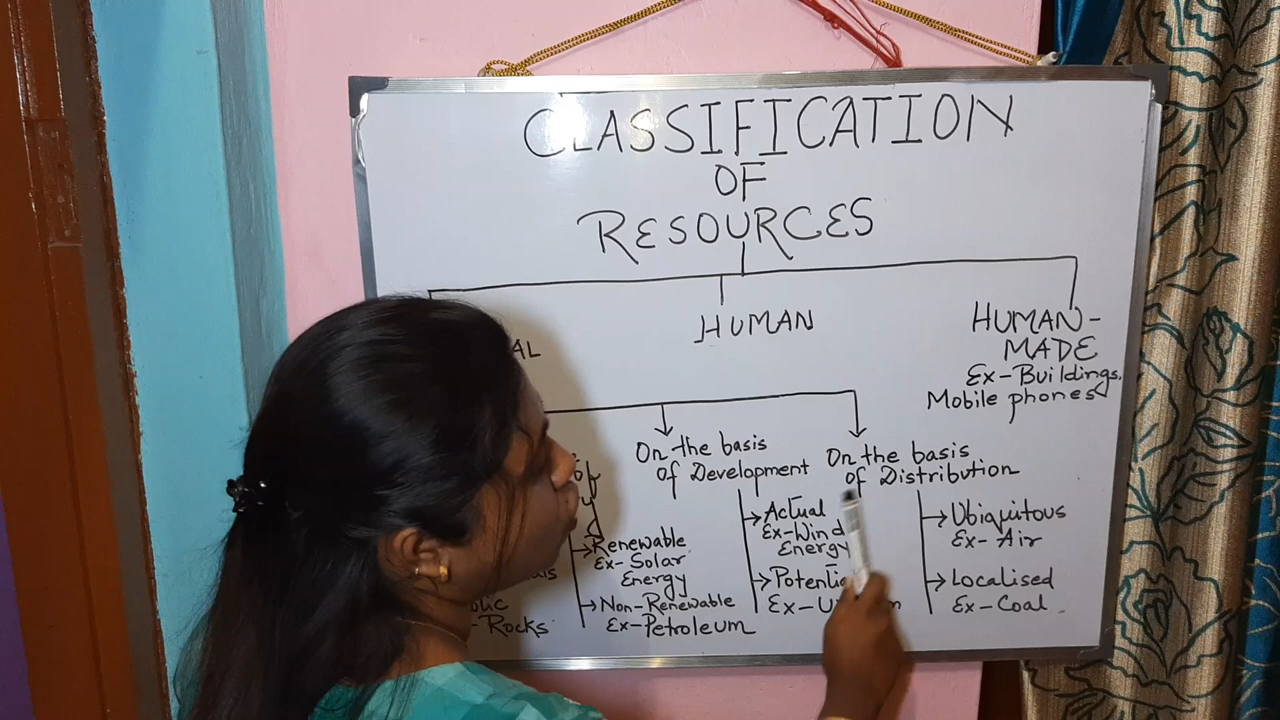 CLASSIFICATION
OF
RESOURCES
HUMAN
HUMAN-
MADE
Ex-Buildings,
Mobile phones
On the basis
of Development
On the basis
of Distribution
Renewable
Ex-Solar
Energy
Non-Renewable
Ex-Petroleum
Actual
Ex-Wind
Energy
Ex-
Ubiquitous
Ex-Air
Localised
Ex-Coal
-Rocks